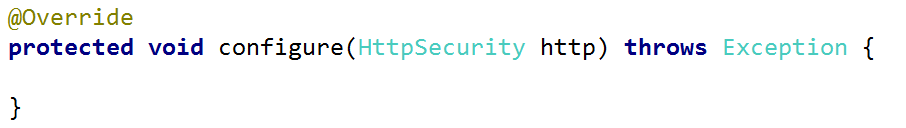 @Override
protected void configure(HttpSecurity http) throws Exception {
}